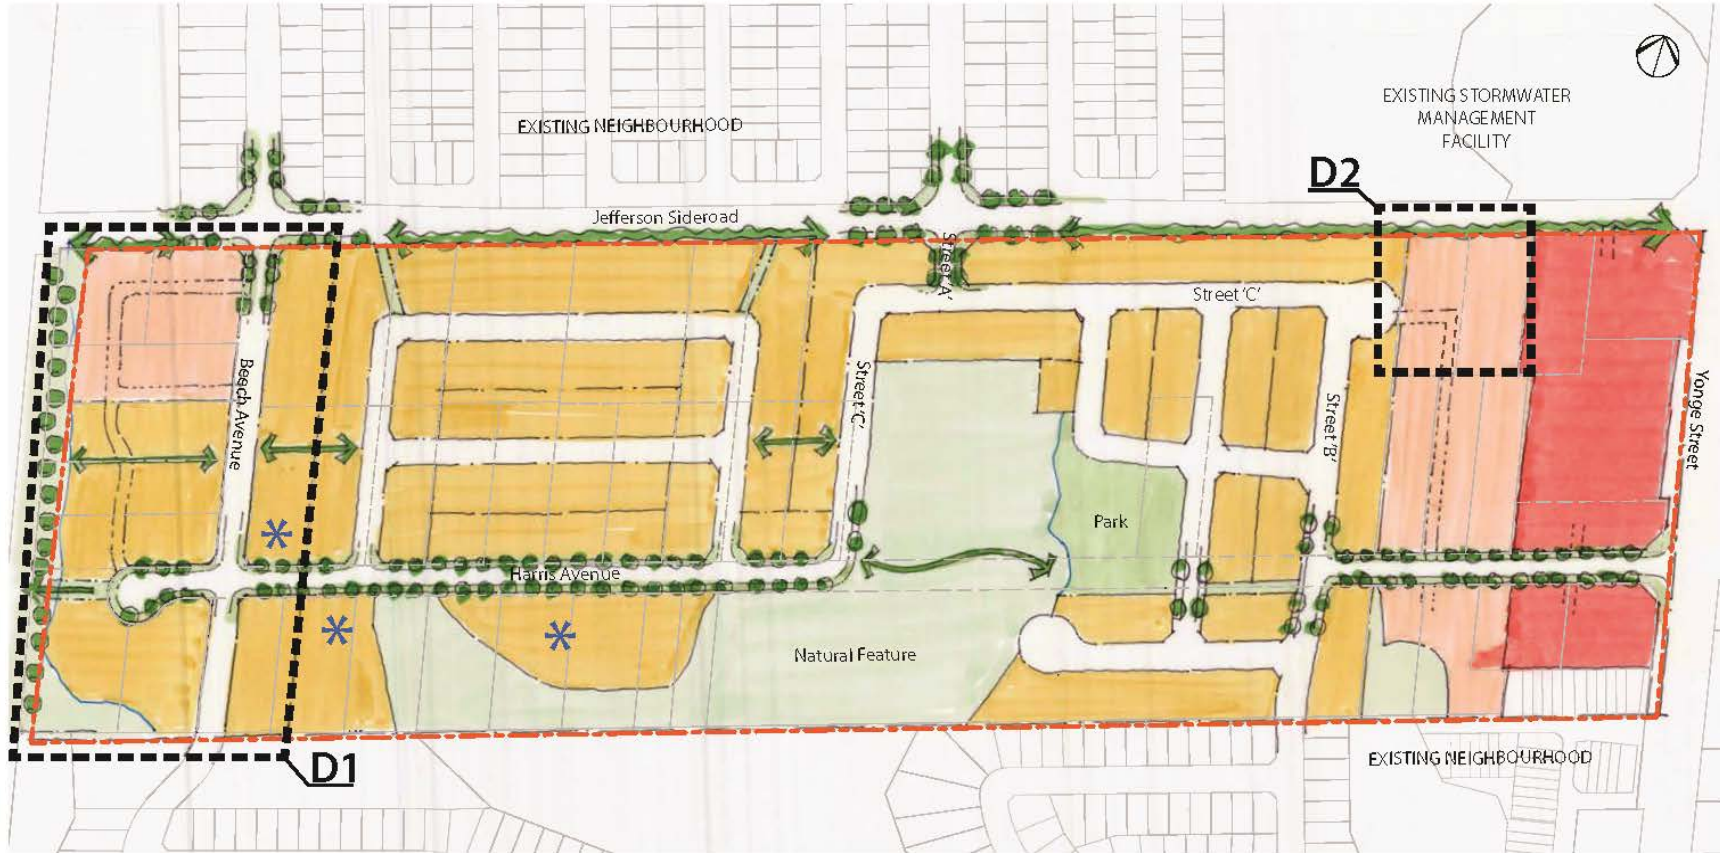 EXISTING NEIGHBOURHOOD
EXISTING STORMWATER
MANAGEMENT
FACILITY
D2
Jefferson Sideroad
Street 'A'
Street 'C'
Beech Avenue
Street 'C'
Street 'B'
Yonge Street
*
Park
Harris Avenue
*
*
Natural Feature
EXISTING NEIGHBOURHOOD
D1